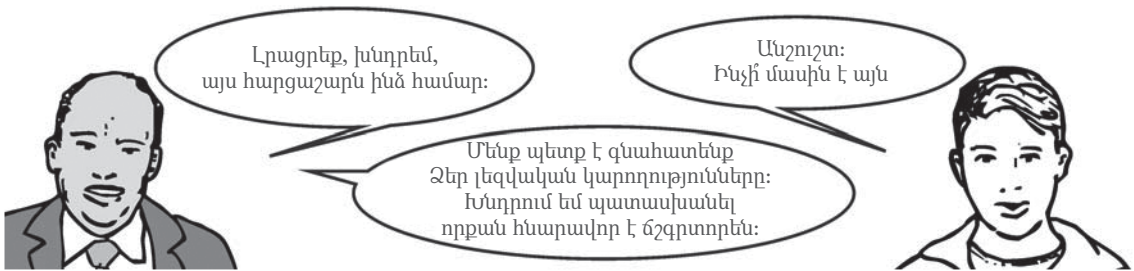 Լրացրեք, խնդրեմ,
այս հարցաշարն ինձ համար:
Անշուշտ:
Ինչի՞ մասին է այն
Մենք պետք է գնահատենք
Ձեր լեզվական կարողությունները:
Խնդրում եմ պատասխանել
որքան հնարավոր է ճշգրտորեն: